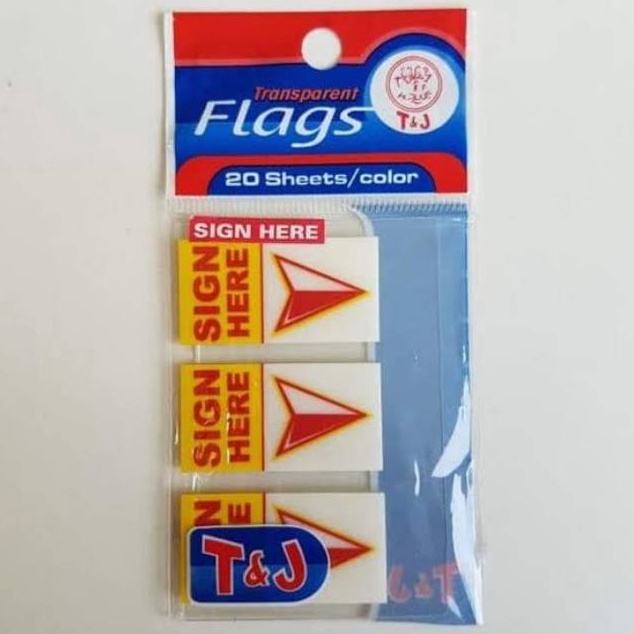 Transparent
Flags
T&J
20 Sheets/color
SIGN HERE
SIGN
HERE
SIGN
HERE
T&J
T&J